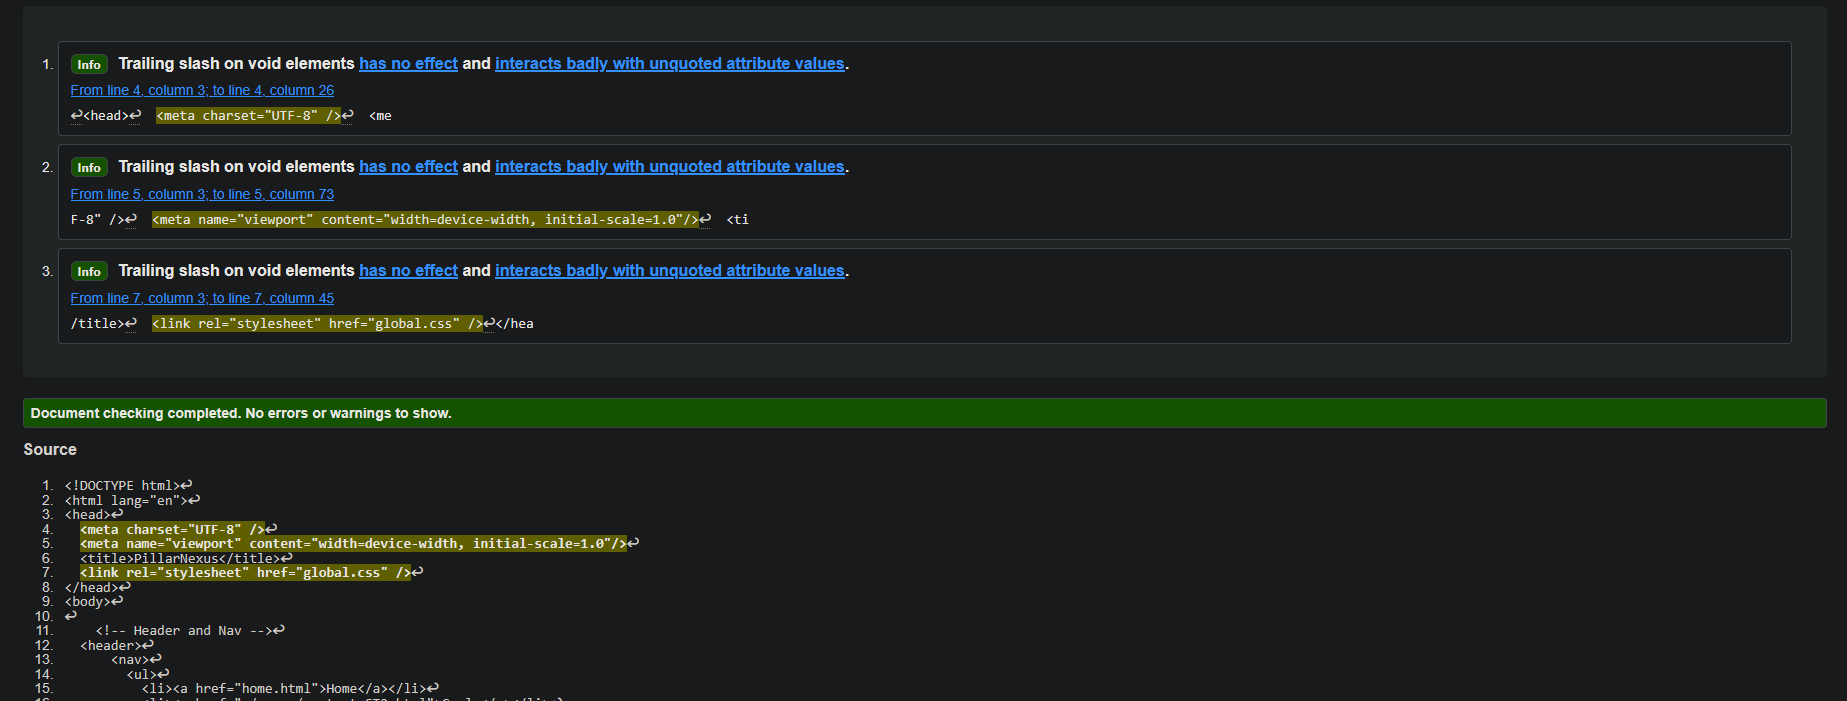 1. Info Trailing slash on void elements has no effect and interacts badly with unquoted attribute values.
From line 4, column 3; to line 4, column 26
↩<head>↩  <meta charset="UTF-8" />↩  <me
2. Info Trailing slash on void elements has no effect and interacts badly with unquoted attribute values.
From line 5, column 3; to line 5, column 73
F-8" />↩  <meta name="viewport" content="width=device-width, initial-scale=1.0"/>↩  <ti
3. Info Trailing slash on void elements has no effect and interacts badly with unquoted attribute values.
From line 7, column 3; to line 7, column 45
/title>↩  <link rel="stylesheet" href="global.css" />↩</hea
Document checking completed. No errors or warnings to show.
Source
1. <!DOCTYPE html>↩
2. <html lang="en">↩
3. <head>↩
4.   <meta charset="UTF-8" />↩
5.   <meta name="viewport" content="width=device-width, initial-scale=1.0"/>↩
6.   <title>PillarNexus</title>↩
7.   <link rel="stylesheet" href="global.css" />↩
8. </head>↩
9. <body>↩
10. ↩
11.     <!-- Header and Nav -->↩
12.   <header>↩
13.       <nav>↩
14.         <ul>↩
15.           <li><a href="home.html">Home</a></li>↩